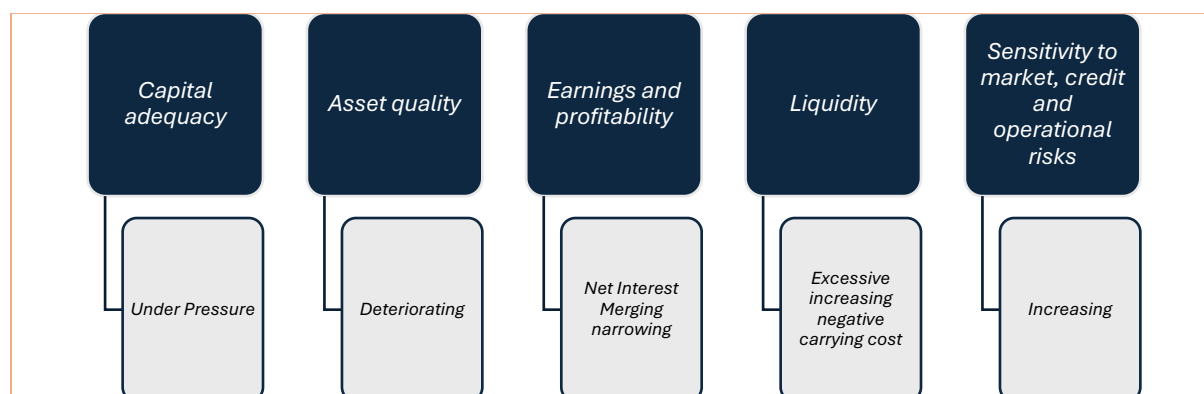 Capital
adequacy
Under Pressure
Asset quality
Deteriorating
Earnings and
profitability
Net Interest
Merging
narrowing
Liquidity
Excessive
increasing
negative
carrying cost
Sensitivity to
market, credit
and
operational
risks
Increasing